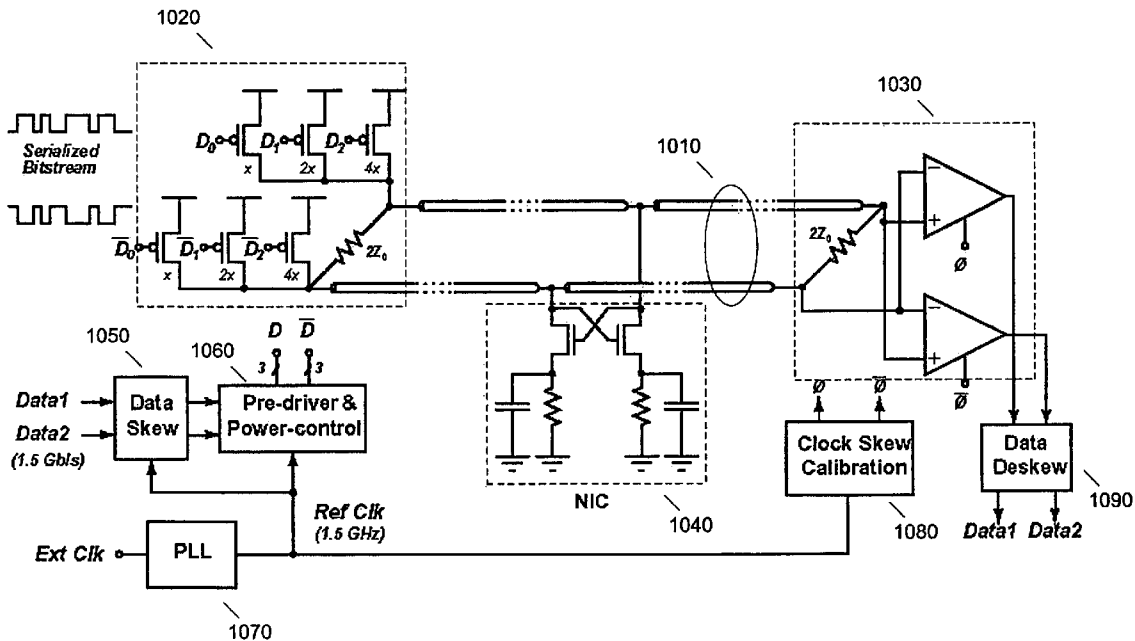 1020
D0
D1
D2
x
2x
4x
Serialized
Bitstream
D̅0
D̅1
D̅2
x
2x
4x
2Z0
1010
1030
2Z0
−
+
ø
−
+
ø̅
1050
1060
D
D̅
3
3
Data1
Data2
(1.5 Gb/s)
Data
Skew
Pre-driver &
Power-control
NIC
1040
Ref Clk
(1.5 GHz)
Ext Clk
PLL
1070
ø
ø̅
Clock Skew
Calibration
1080
Data
Deskew
1090
Data1
Data2